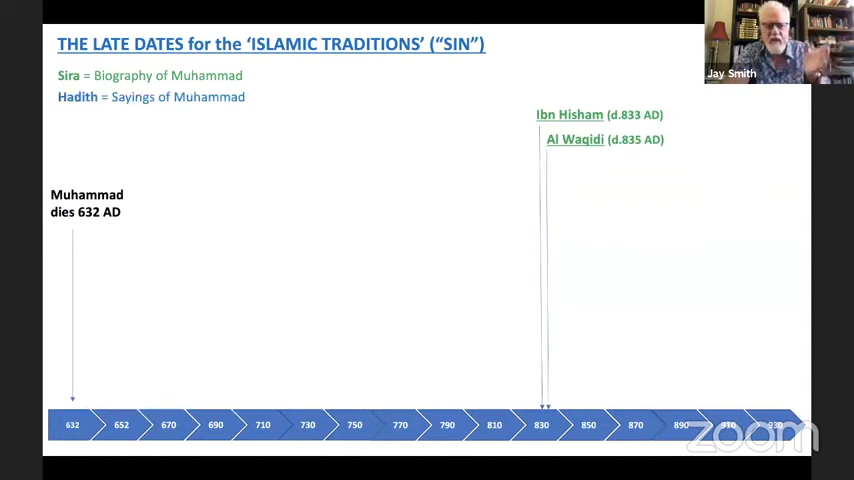 THE LATE DATES for the ‘ISLAMIC TRADITIONS’ (“SIN”)
Sira = Biography of Muhammad
Hadith = Sayings of Muhammad
Jay Smith
Ibn Hisham (d.833 AD)
Al Waqidi (d.835 AD)
Muhammad
dies 632 AD
632 652 670 690 710 730 750 770 790 810 830 850 870 890 910 930
zoom